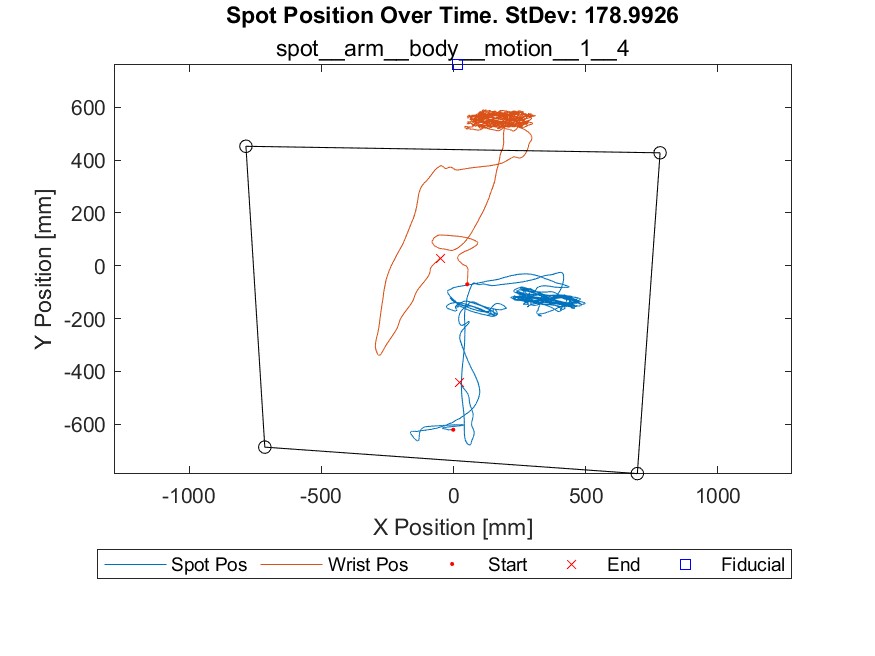 Spot Position Over Time. StDev: 178.9926
spot__arm__body__motion__1__4
600
400
200
0
-200
-400
-600
Y Position [mm]
-1000 -500 0 500 1000
X Position [mm]
Spot Pos Wrist Pos Start End Fiducial